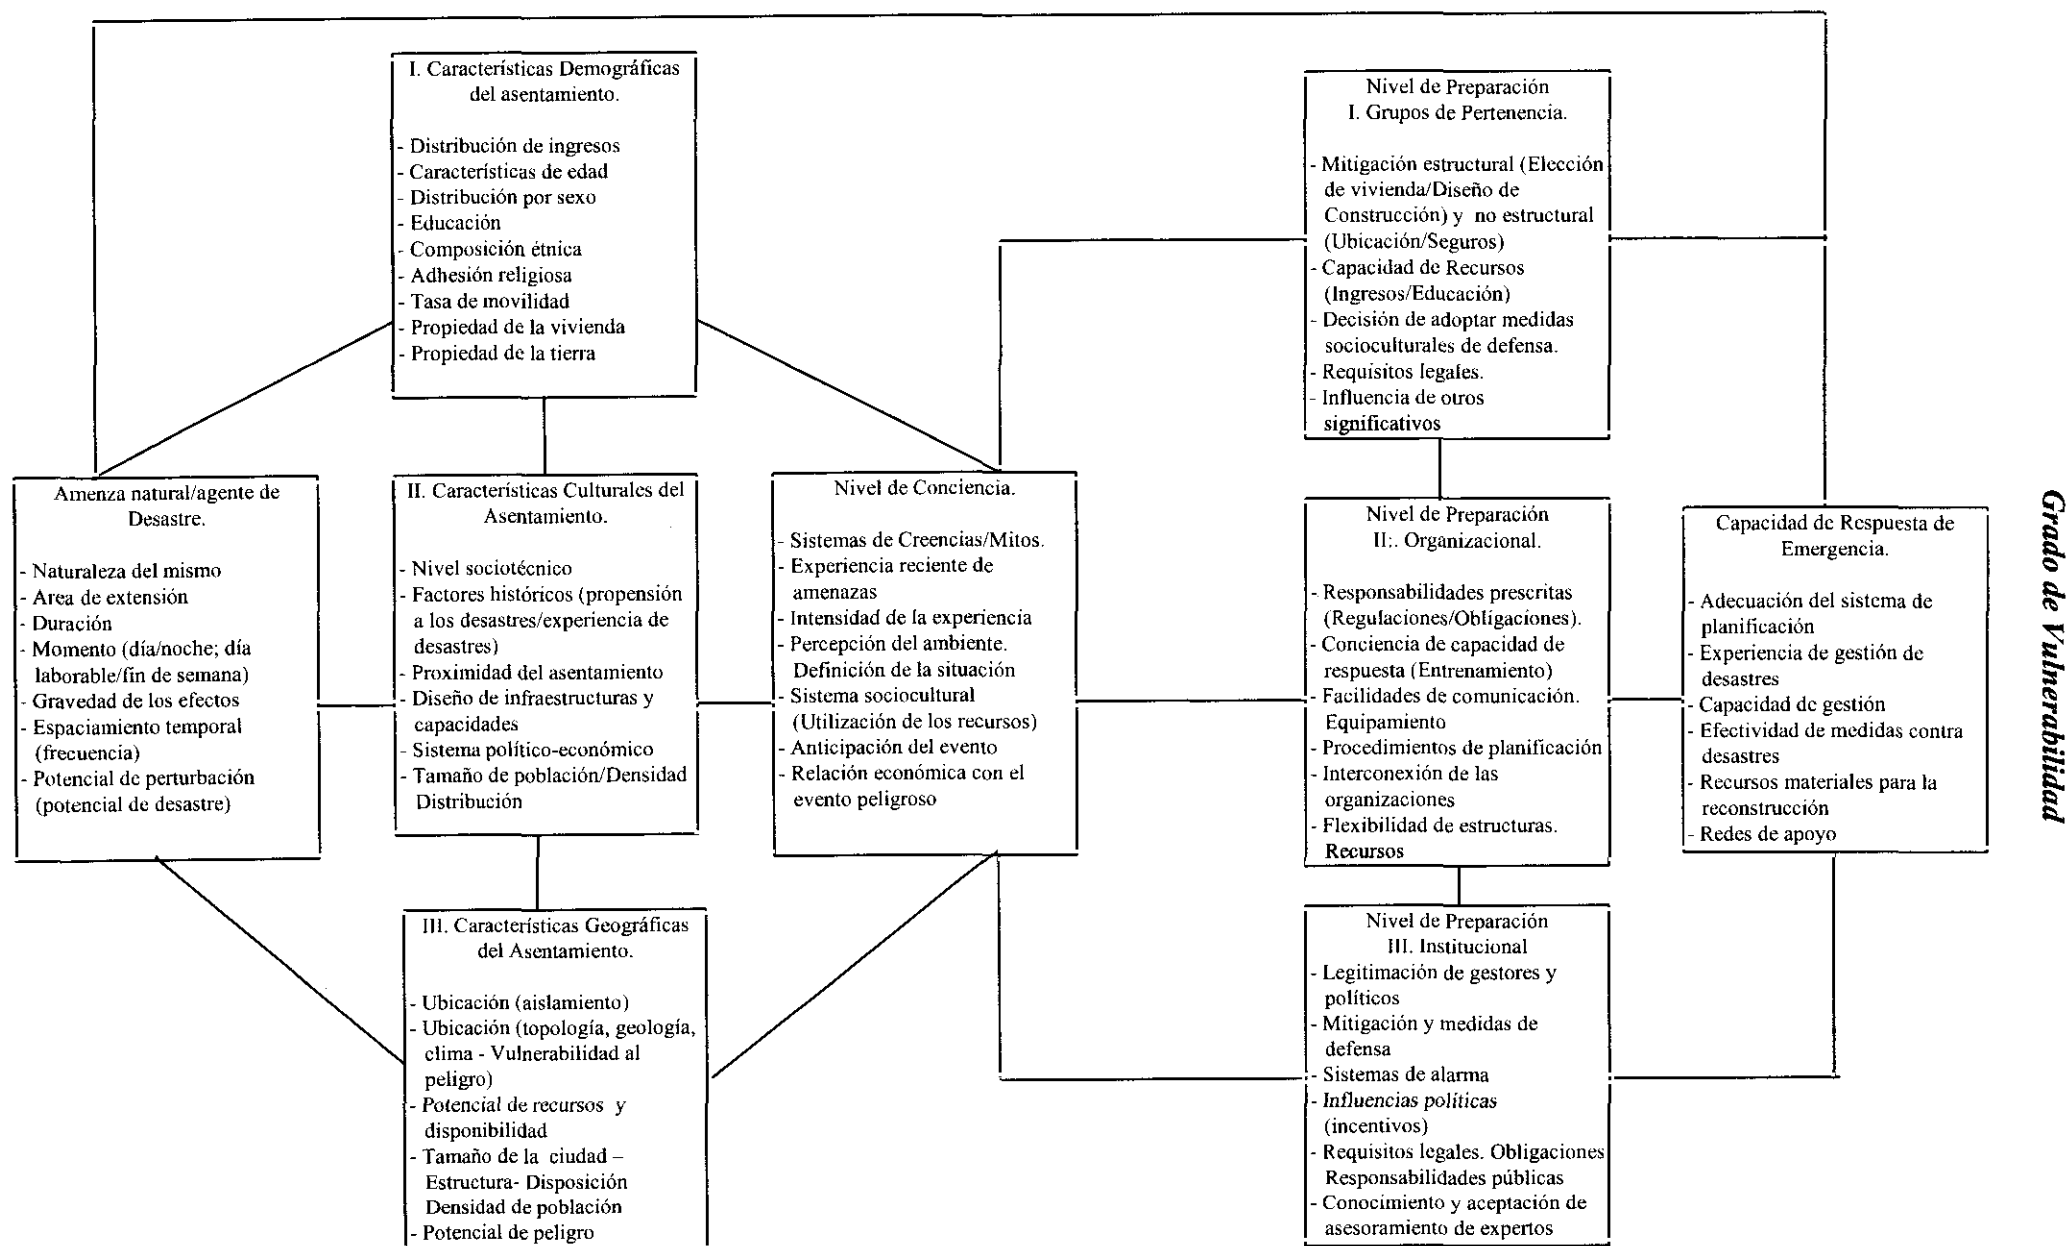 I. Características Demográficas
del asentamiento.
- Distribución de ingresos
- Características de edad
- Distribución por sexo
- Educación
- Composición étnica
- Adhesión religiosa
- Tasa de movilidad
- Propiedad de la vivienda
- Propiedad de la tierra
Nivel de Preparación
I. Grupos de Pertenencia.
- Mitigación estructural (Elección
de vivienda/Diseño de
Construcción) y no estructural
(Ubicación/Seguros)
- Capacidad de Recursos
(Ingresos/Educación)
- Decisión de adoptar medidas
socioculturales de defensa.
- Requisitos legales.
- Influencia de otros
significativos
Amenza natural/agente de
Desastre.
- Naturaleza del mismo
- Area de extensión
- Duración
- Momento (día/noche; día
laborable/fin de semana)
- Gravedad de los efectos
- Espaciamiento temporal
(frecuencia)
- Potencial de perturbación
(potencial de desastre)
II. Características Culturales del
Asentamiento.
- Nivel sociotécnico
- Factores históricos (propensión
a los desastres/experiencia de
desastres)
- Proximidad del asentamiento
- Diseño de infraestructuras y
capacidades
- Sistema político-económico
- Tamaño de población/Densidad
Distribución
Nivel de Conciencia.
- Sistemas de Creencias/Mitos.
- Experiencia reciente de
amenazas
- Intensidad de la experiencia
- Percepción del ambiente.
Definición de la situación
- Sistema sociocultural
(Utilización de los recursos)
- Anticipación del evento
- Relación económica con el
evento peligroso
Nivel de Preparación
II:. Organizacional.
- Responsabilidades prescritas
(Regulaciones/Obligaciones).
- Conciencia de capacidad de
respuesta (Entrenamiento)
- Facilidades de comunicación.
Equipamiento
- Procedimientos de planificación
- Interconexión de las
organizaciones
- Flexibilidad de estructuras.
Recursos
Capacidad de Respuesta de
Emergencia.
- Adecuación del sistema de
planificación
- Experiencia de gestión de
desastres
- Capacidad de gestión
- Efectividad de medidas contra
desastres
- Recursos materiales para la
reconstrucción
- Redes de apoyo
Grado de Vulnerabilidad
III. Características Geográficas
del Asentamiento.
- Ubicación (aislamiento)
- Ubicación (topología, geología,
clima - Vulnerabilidad al
peligro)
- Potencial de recursos y
disponibilidad
- Tamaño de la ciudad –
Estructura- Disposición
Densidad de población
- Potencial de peligro
Nivel de Preparación
III. Institucional
- Legitimación de gestores y
políticos
- Mitigación y medidas de
defensa
- Sistemas de alarma
- Influencias políticas
(incentivos)
- Requisitos legales. Obligaciones
Responsabilidades públicas
- Conocimiento y aceptación de
asesoramiento de expertos